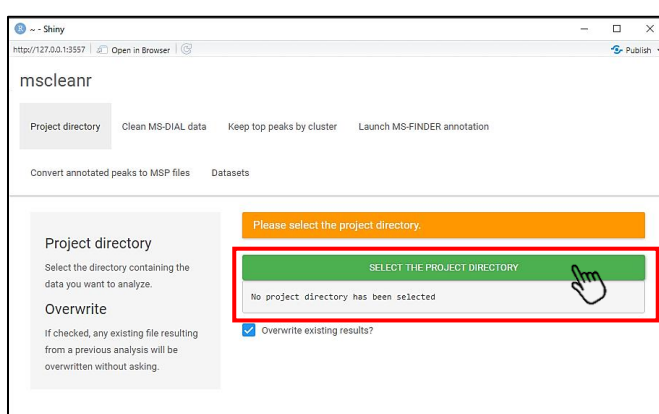 ~ - Shiny
http://127.0.0.1:3557 Open in Browser Publish
mscleanr
Project directory Clean MS-DIAL data Keep top peaks by cluster Launch MS-FINDER annotation
Convert annotated peaks to MSP files Datasets
Project directory
Select the directory containing the
data you want to analyze.
Overwrite
If checked, any existing file resulting
from a previous analysis will be
overwritten without asking.
Please select the project directory.
SELECT THE PROJECT DIRECTORY
No project directory has been selected
Overwrite existing results?